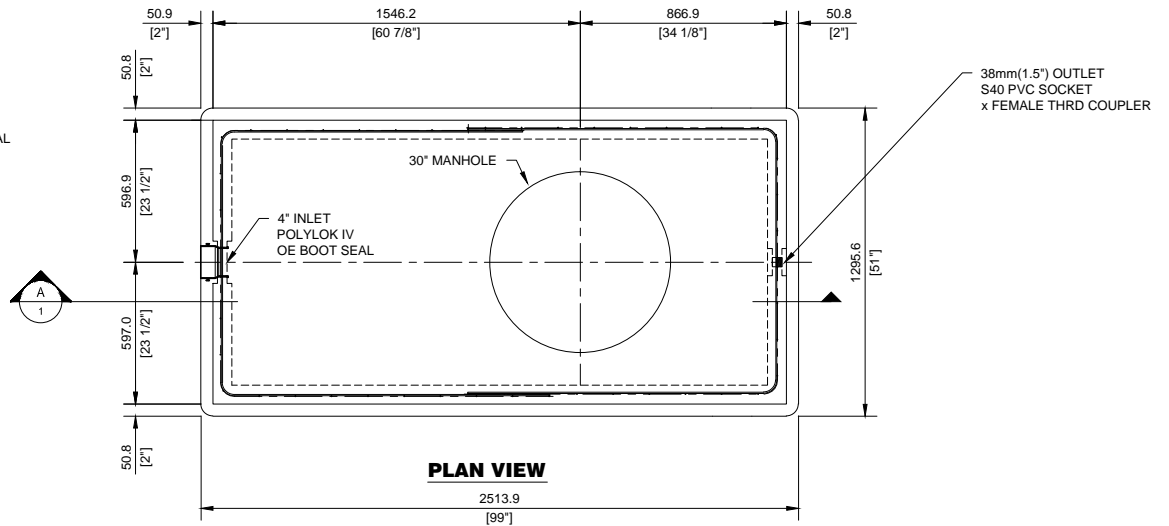 50.9
[2"]
1546.2
[60 7/8"]
866.9
[34 1/8"]
50.8
[2"]
50.8
[2"]
38mm(1.5") OUTLET
S40 PVC SOCKET
x FEMALE THRD COUPLER
AL
30" MANHOLE
596.9
[23 1/2"]
4" INLET
POLYLOK IV
OE BOOT SEAL
1295.6
[51"]
A
1
597.0
[23 1/2"]
50.8
[2"]
PLAN VIEW
2513.9
[99"]